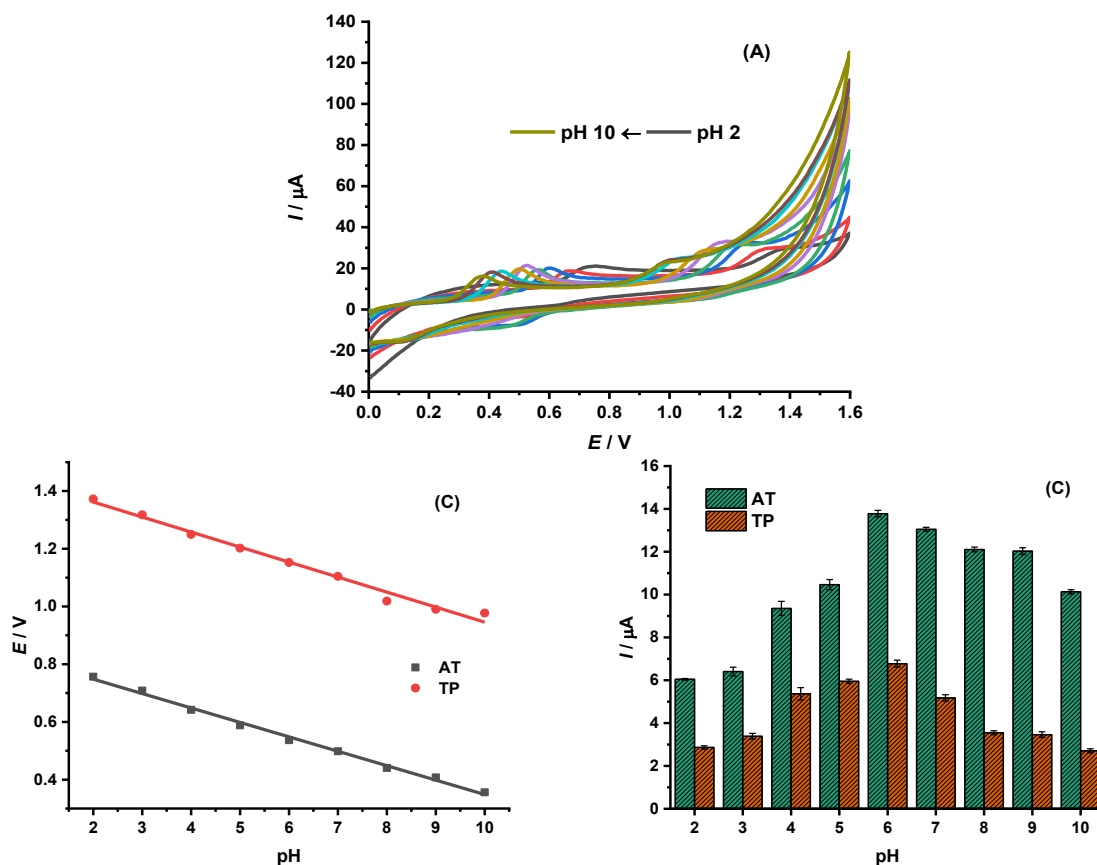 (A)
pH 10 ← pH 2
140
120
100
80
60
40
20
0
-20
-40
I / µA
0.0 0.2 0.4 0.6 0.8 1.0 1.2 1.4 1.6
E / V
(C)
1.4
1.2
1.0
0.8
0.6
0.4
E / V
AT
TP
2 3 4 5 6 7 8 9 10
pH
(C)
AT
TP
16
14
12
10
8
6
4
2
0
I / µA
2 3 4 5 6 7 8 9 10
pH